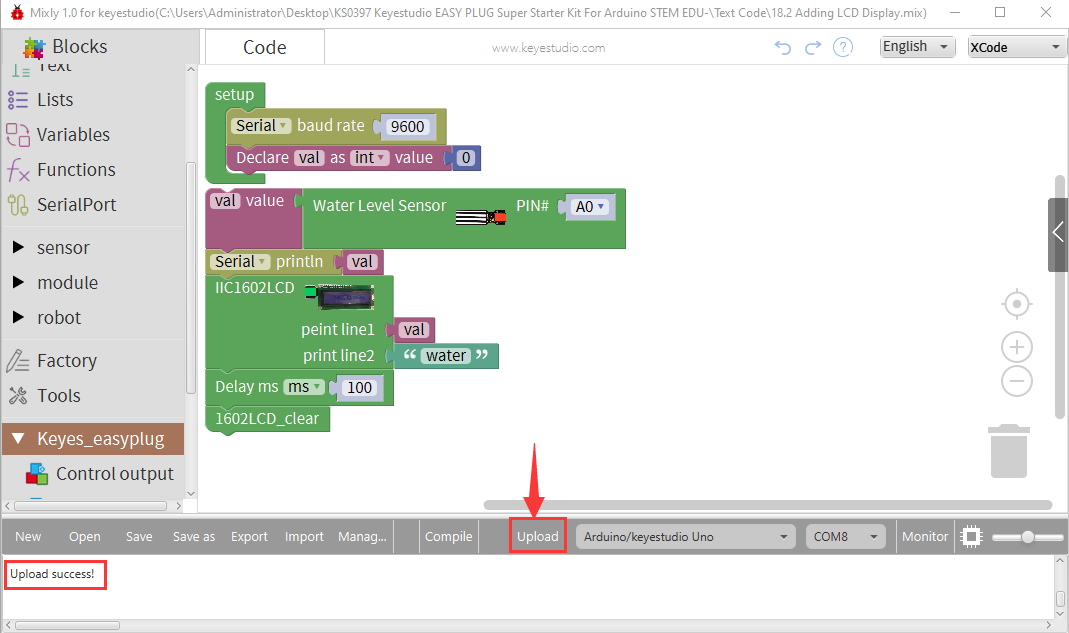 Mixly 1.0 for keyestudio(C:\Users\Administrator\Desktop\KS0397 Keyestudio EASY PLUG Super Starter Kit For Arduino STEM EDU-\Text Code\18.2 Adding LCD Display.mix)
Blocks
Code
www.keyestudio.com
?
English
XCode
Text
Lists
Variables
Functions
SerialPort
sensor
module
robot
Factory
Tools
Keyes_easyplug
Control output
setup
Serial baud rate 9600
Declare val as int value 0
val value Water Level Sensor PIN# A0
Serial println val
IIC1602LCD
peint line1 val
print line2 “ water ”
Delay ms ms 100
1602LCD_clear
New Open Save Save as Export Import Manag... Compile Upload Arduino/keyestudio Uno COM8 Monitor
Upload success!